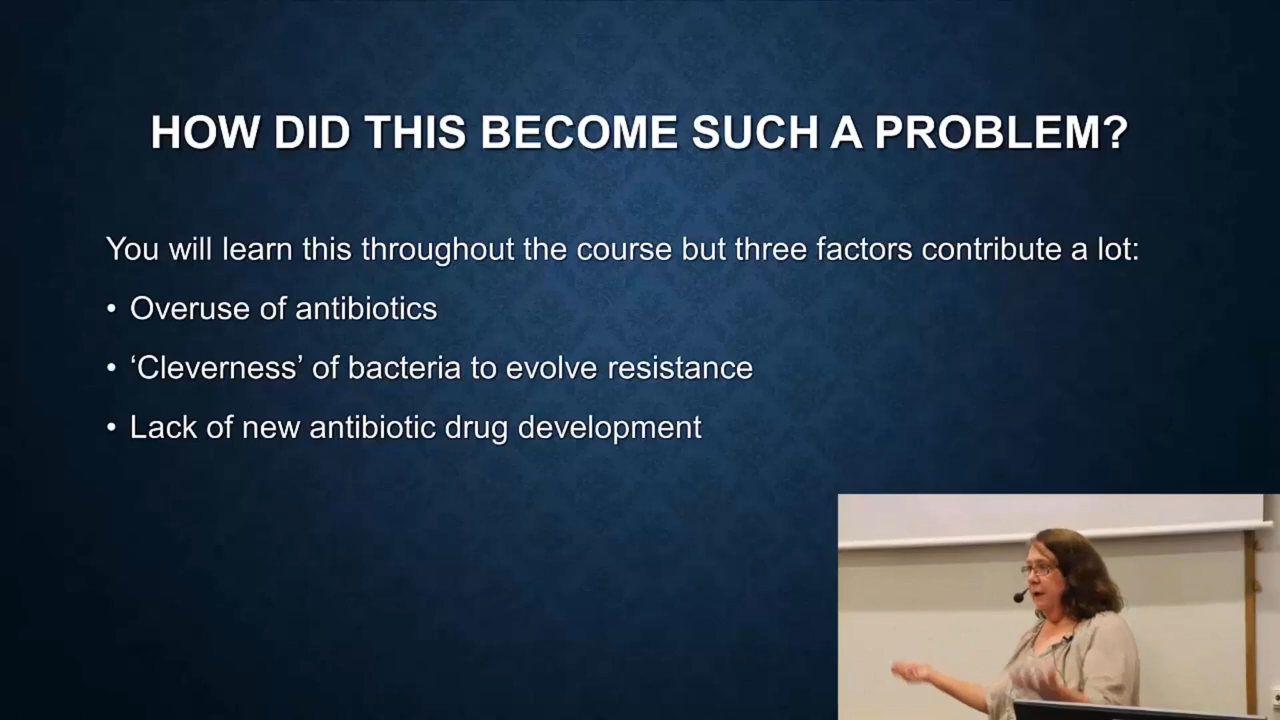 HOW DID THIS BECOME SUCH A PROBLEM?
You will learn this throughout the course but three factors contribute a lot:
• Overuse of antibiotics
• ‘Cleverness’ of bacteria to evolve resistance
• Lack of new antibiotic drug development